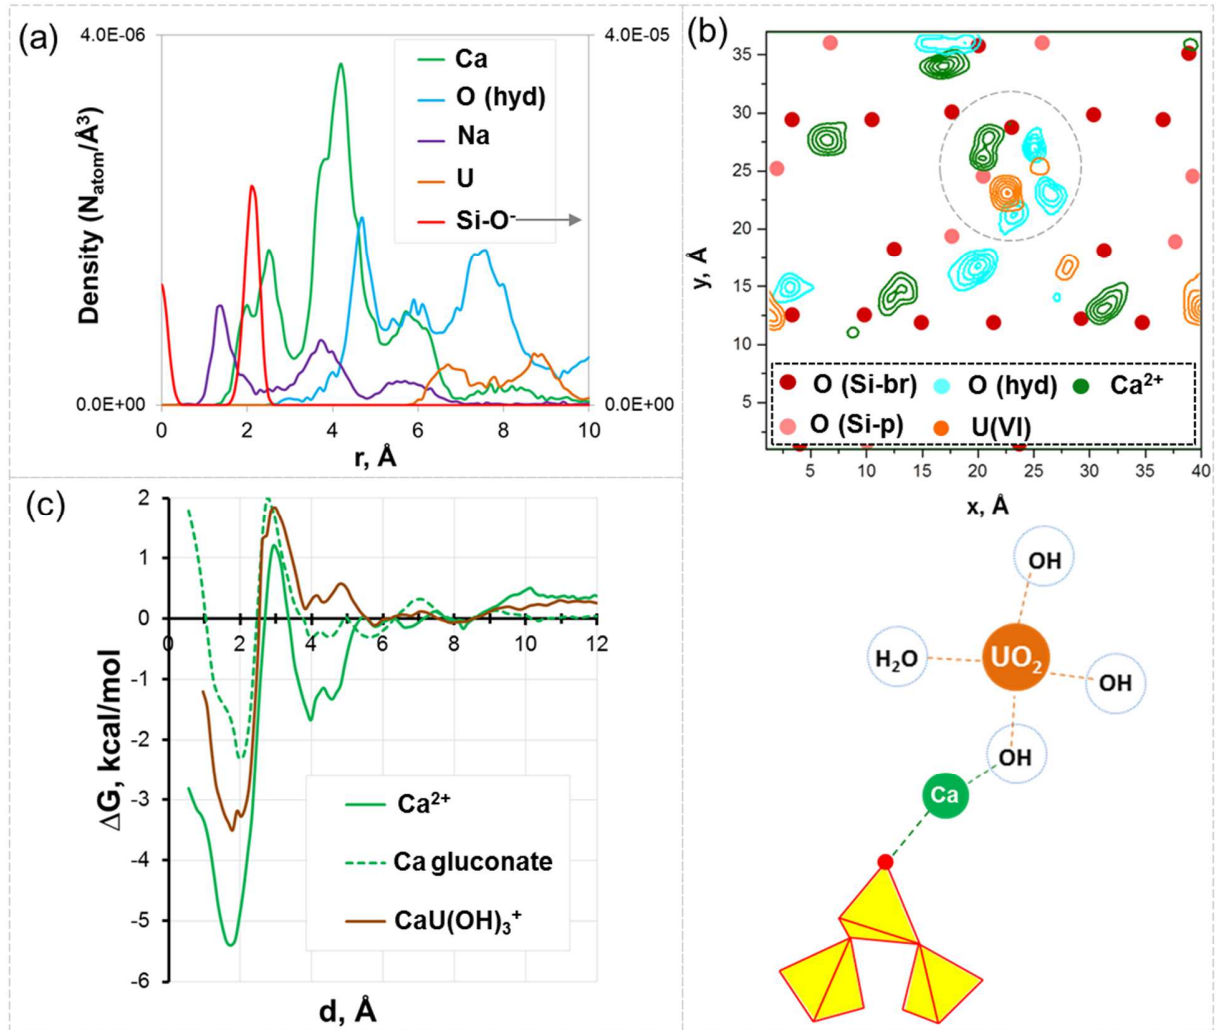 (a)
4.0E-06
4.0E-05
Ca
O (hyd)
Na
U
Si-O⁻
Density (N_atom/Å³)
0.0E+00
0.0E+00
0 2 4 6 8 10
r, Å
(b)
35
30
25
20
15
10
5
y, Å
O (Si-br)
O (hyd)
Ca²⁺
O (Si-p)
U(VI)
5 10 15 20 25 30 35 40
x, Å
(c)
2
1
0
-1
-2
-3
-4
-5
-6
0 2 4 6 8 10 12
ΔG, kcal/mol
Ca²⁺
Ca gluconate
CaU(OH)₃⁺
d, Å
OH
H₂O
UO₂
OH
OH
Ca